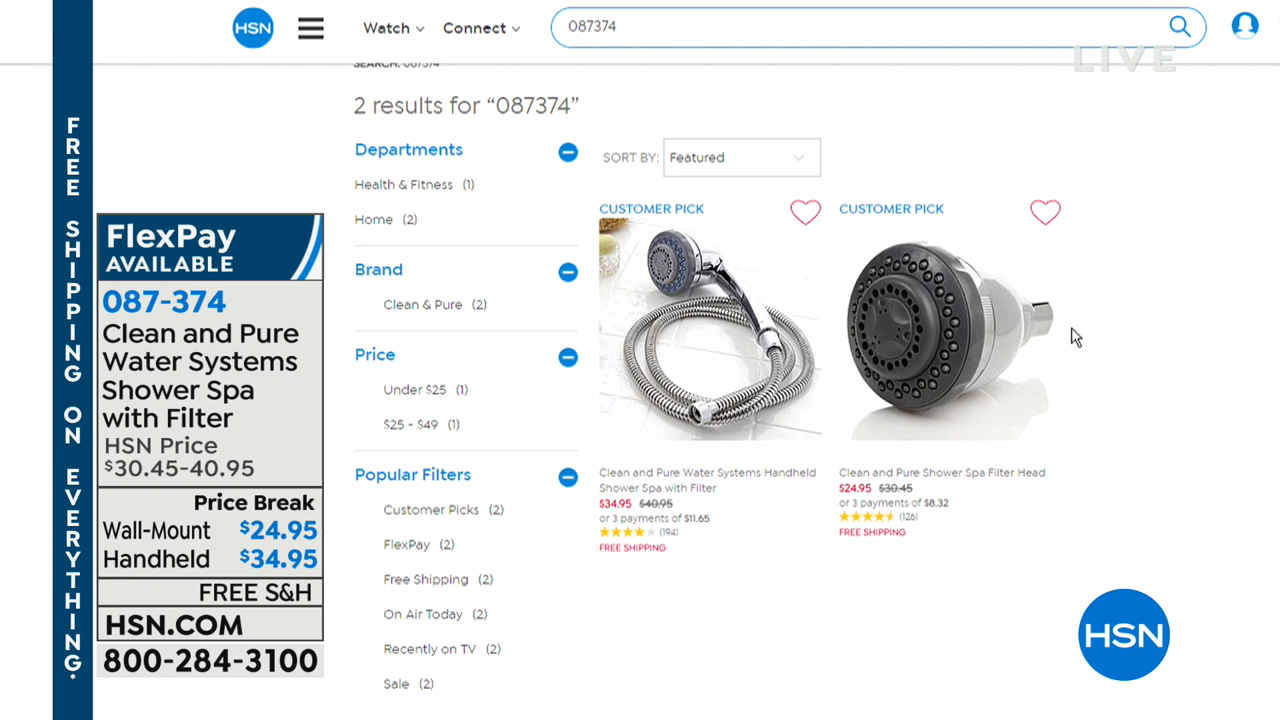 HSN
Watch
Connect
087374
LIVE
SEARCH: 087374
2 results for “087374”
FREE SHIPPING ON EVERYTHING.*
FlexPay
AVAILABLE
087-374
Clean and Pure
Water Systems
Shower Spa
with Filter
HSN Price
$30.45-40.95
Price Break
Wall-Mount $24.95
Handheld $34.95
FREE S&H
HSN.COM
800-284-3100
Departments
Health & Fitness (1)
Home (2)
Brand
Clean & Pure (2)
Price
Under $25 (1)
$25 - $49 (1)
Popular Filters
Customer Picks (2)
FlexPay (2)
Free Shipping (2)
On Air Today (2)
Recently on TV (2)
Sale (2)
SORT BY: Featured
CUSTOMER PICK
Clean and Pure Water Systems Handheld
Shower Spa with Filter
$34.95 $40.95
or 3 payments of $11.65
(194)
FREE SHIPPING
CUSTOMER PICK
Clean and Pure Shower Spa Filter Head
$24.95 $30.45
or 3 payments of $8.32
(126)
FREE SHIPPING
HSN